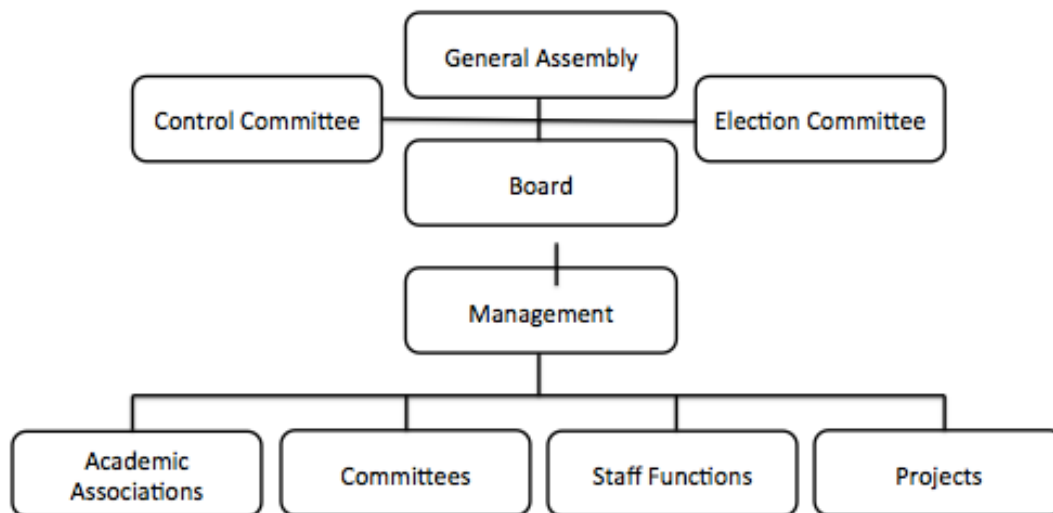 General Assembly
Control Committee
Election Committee
Board
Management
Academic
Associations
Committees
Staff Functions
Projects